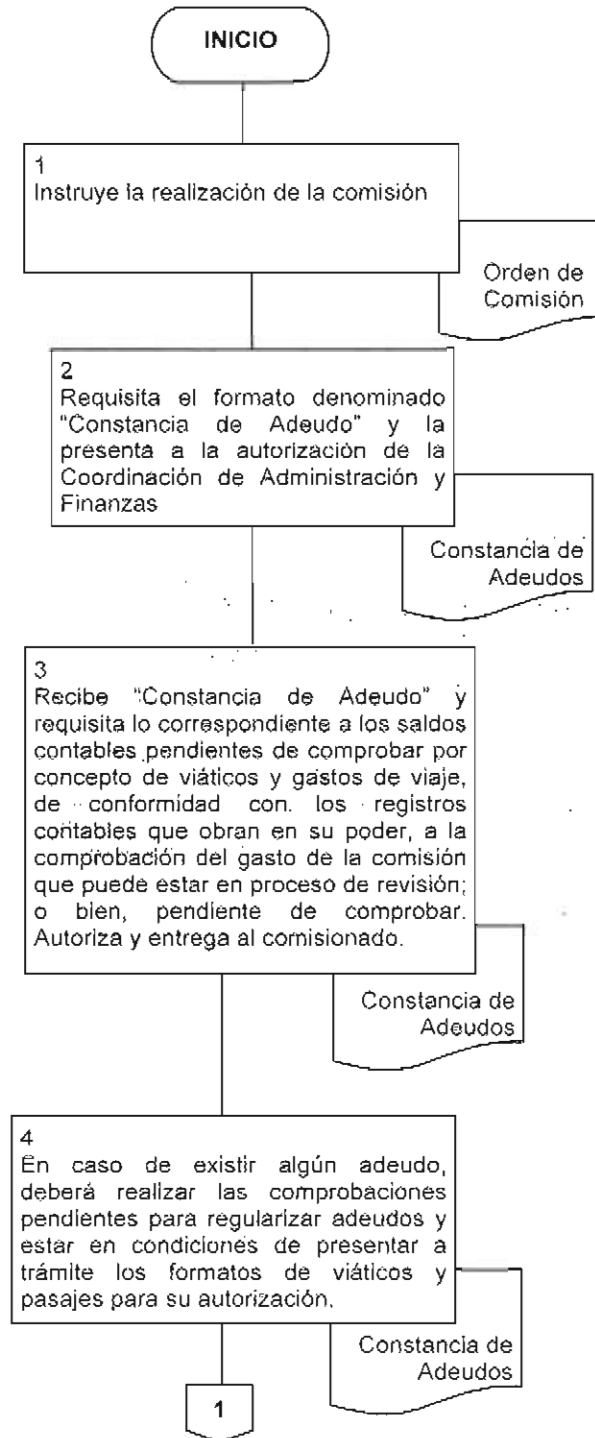 INICIO
1
Instruye la realización de la comisión
Orden de
Comisión
2
Requisita el formato denominado
"Constancia de Adeudo" y la
presenta a la autorización de la
Coordinación de Administración y
Finanzas
Constancia de
Adeudos
3
Recibe "Constancia de Adeudo" y
requisita lo correspondiente a los saldos
contables pendientes de comprobar por
concepto de viáticos y gastos de viaje,
de conformidad con los registros
contables que obran en su poder, a la
comprobación del gasto de la comisión
que puede estar en proceso de revisión;
o bien, pendiente de comprobar.
Autoriza y entrega al comisionado.
Constancia de
Adeudos
4
En caso de existir algún adeudo,
deberá realizar las comprobaciones
pendientes para regularizar adeudos y
estar en condiciones de presentar a
trámite los formatos de viáticos y
pasajes para su autorización.
Constancia de
Adeudos
1